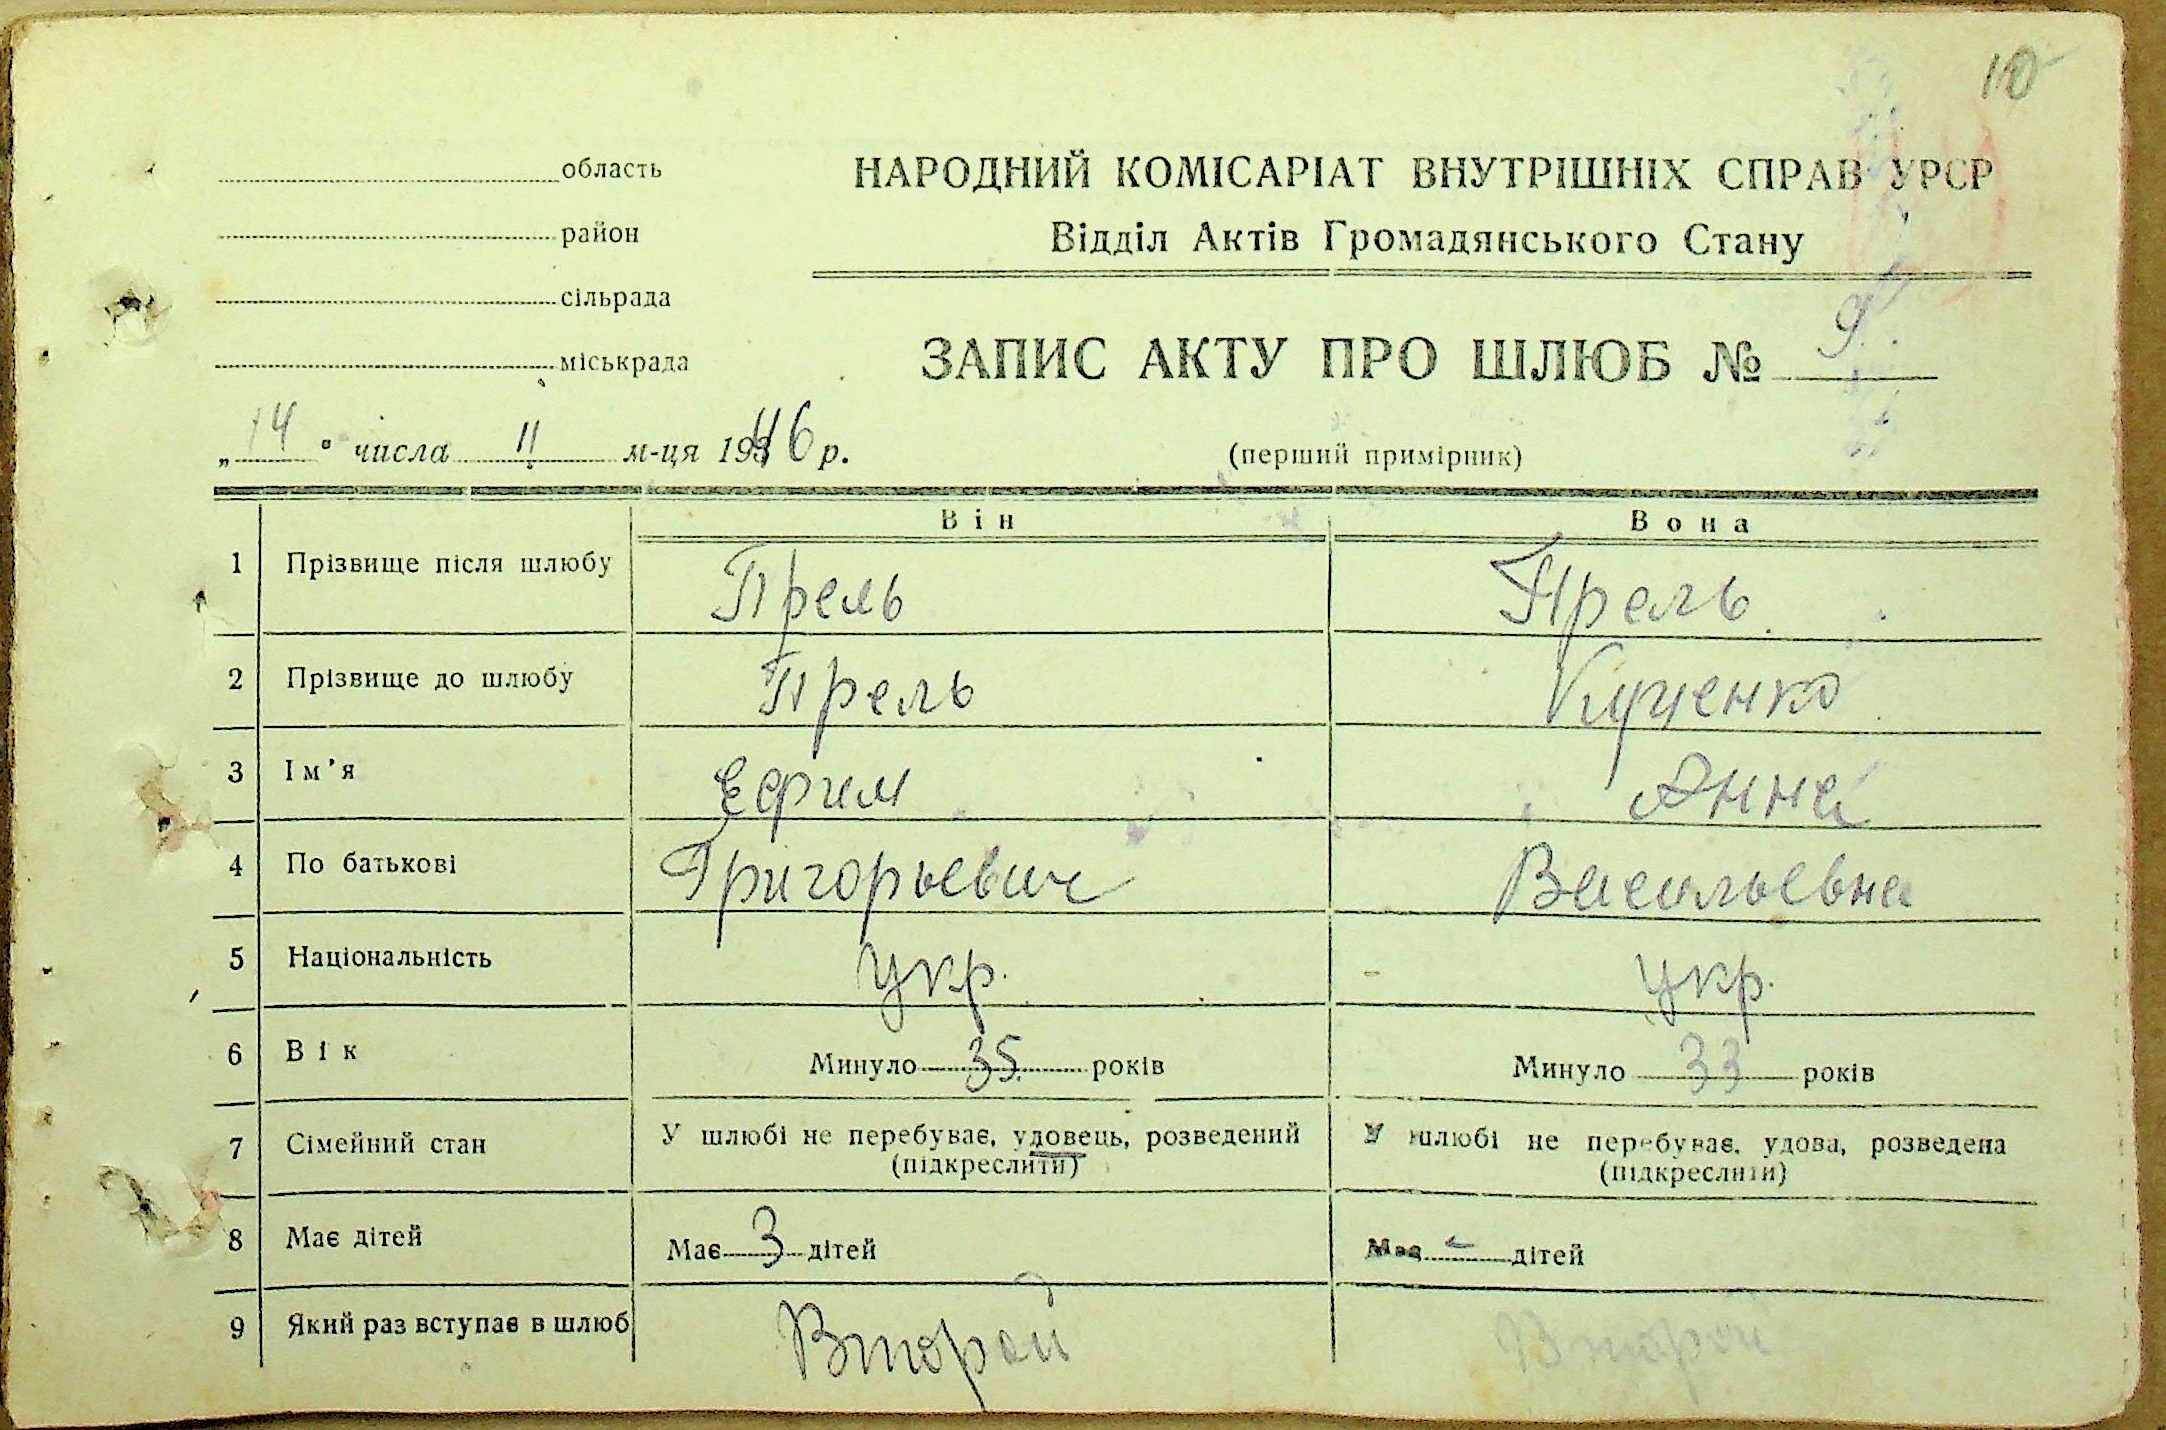 10
область
НАРОДНИЙ КОМІСАРІАТ ВНУТРІШНІХ СПРАВ УРСР
район
Відділ Актів Громадянського Стану
сільрада
міськрада
ЗАПИС АКТУ ПРО ШЛЮБ № 9
„14" числа II м-ця 1946 р.
(перший примірник)
Він Вона
1 Прізвище після шлюбу Прель Прель
2 Прізвище до шлюбу Прель Куценко
3 Ім'я Ефим Анна
4 По батькові Григорьевич Васильевна
5 Національність укр. укр.
6 Вік Минуло 35 років Минуло 33 років
7 Сімейний стан У шлюбі не перебуває, удовець, розведений У шлюбі не перебуває, удова, розведена
(підкреслити) (підкреслити)
8 Має дітей Має 3 дітей Має - дітей
9 Який раз вступає в шлюб Второй Второй